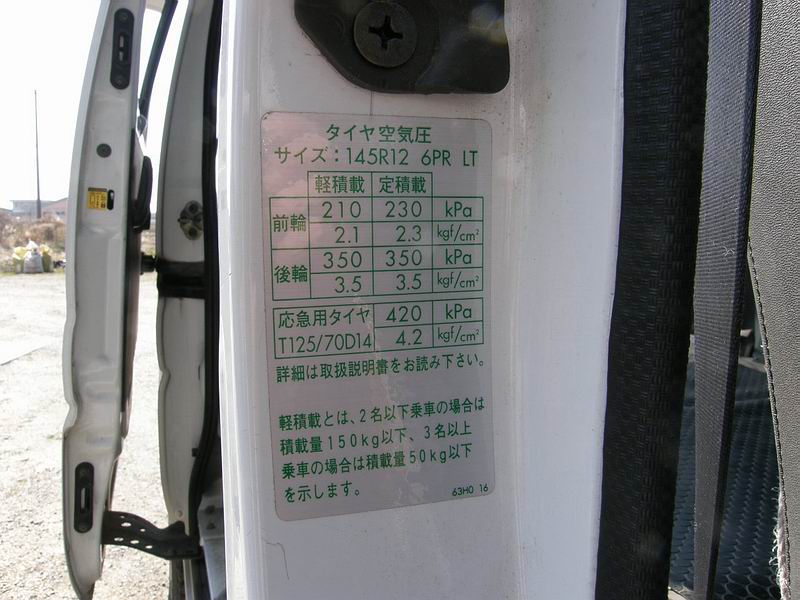 タイヤ空気圧
サイズ：145R12 6PR LT
軽積載 定積載
前輪 210 230 kPa
2.1 2.3 kgf/cm²
後輪 350 350 kPa
3.5 3.5 kgf/cm²
応急用タイヤ 420 kPa
T125/70D14 4.2 kgf/cm²
詳細は取扱説明書をお読み下さい。
軽積載とは、2名以下乗車の場合は
積載量150kg以下、3名以上
乗車の場合は積載量50kg以下
を示します。
63H0 16